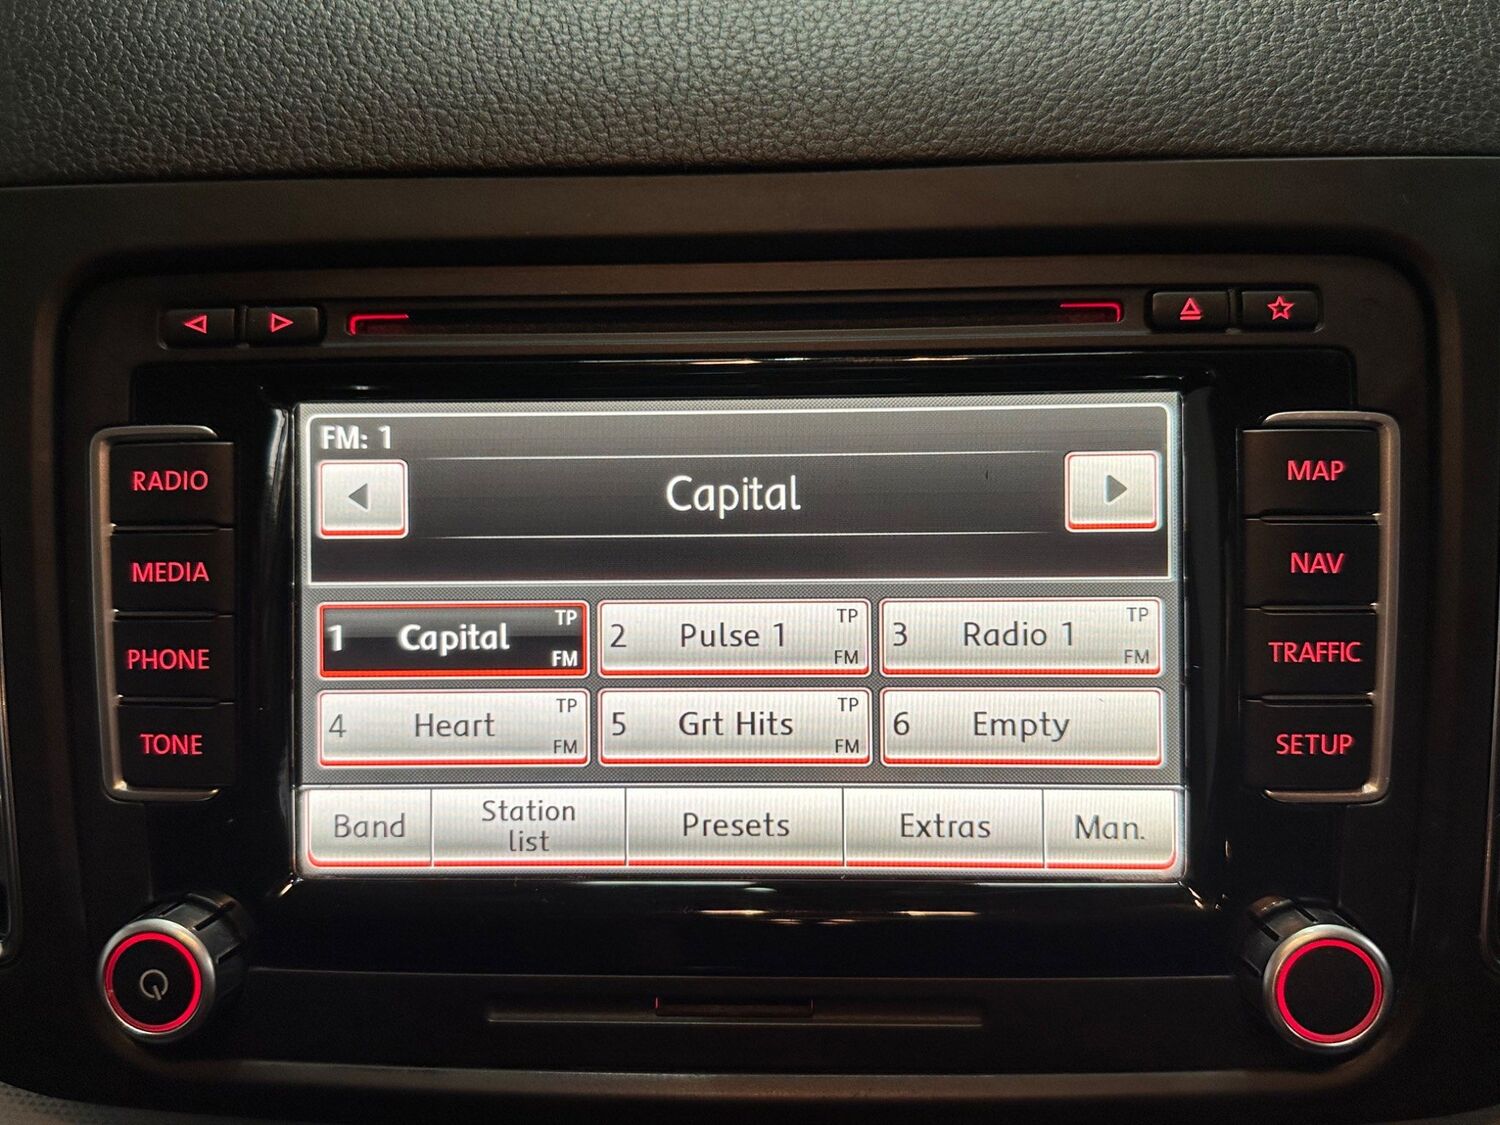 RADIO
MEDIA
PHONE
TONE
FM: 1
Capital
1 Capital TP FM
2 Pulse 1 TP FM
3 Radio 1 TP FM
4 Heart TP FM
5 Grt Hits TP FM
6 Empty
Band
Station
list
Presets
Extras
Man.
MAP
NAV
TRAFFIC
SETUP